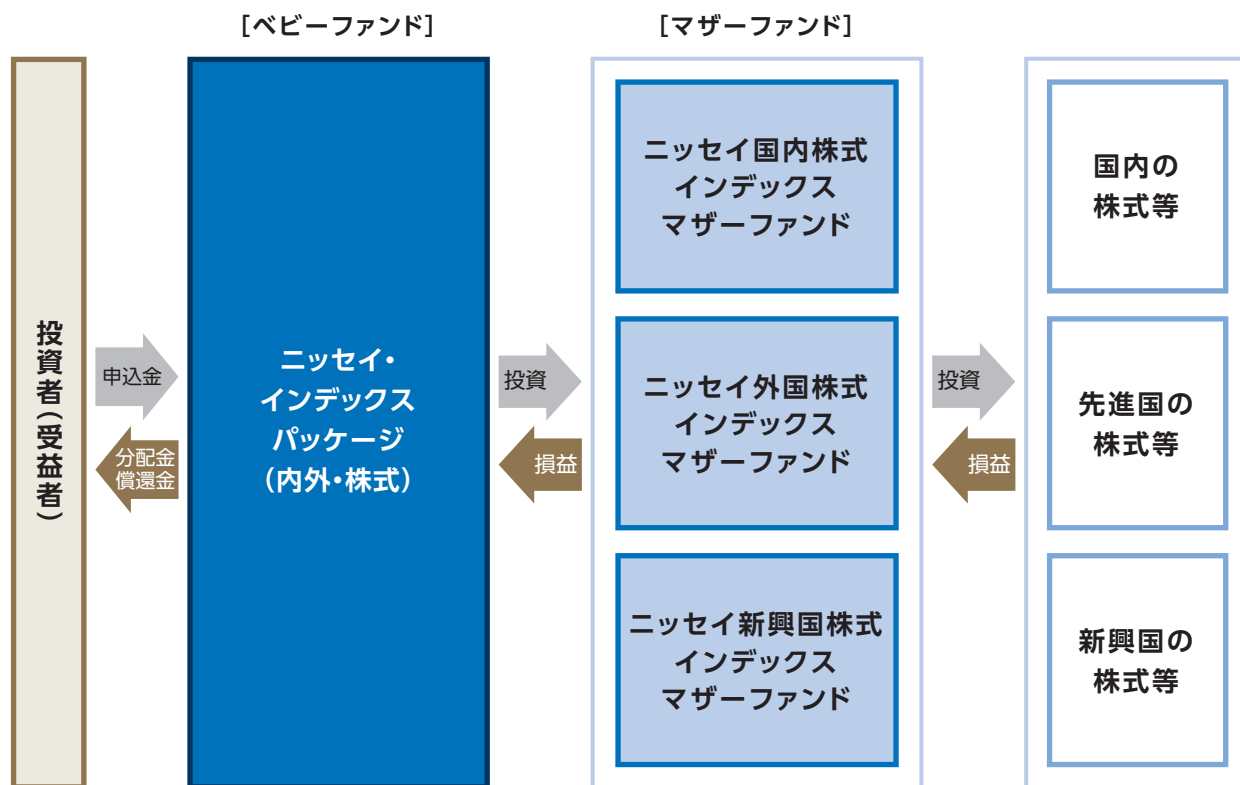 [ベビーファンド]
[マザーファンド]
投資者(受益者)
申込金
分配金
償還金
ニッセイ・
インデックス
パッケージ
(内外・株式)
投資
損益
ニッセイ国内株式
インデックス
マザーファンド
ニッセイ外国株式
インデックス
マザーファンド
ニッセイ新興国株式
インデックス
マザーファンド
投資
損益
国内の
株式等
先進国の
株式等
新興国の
株式等